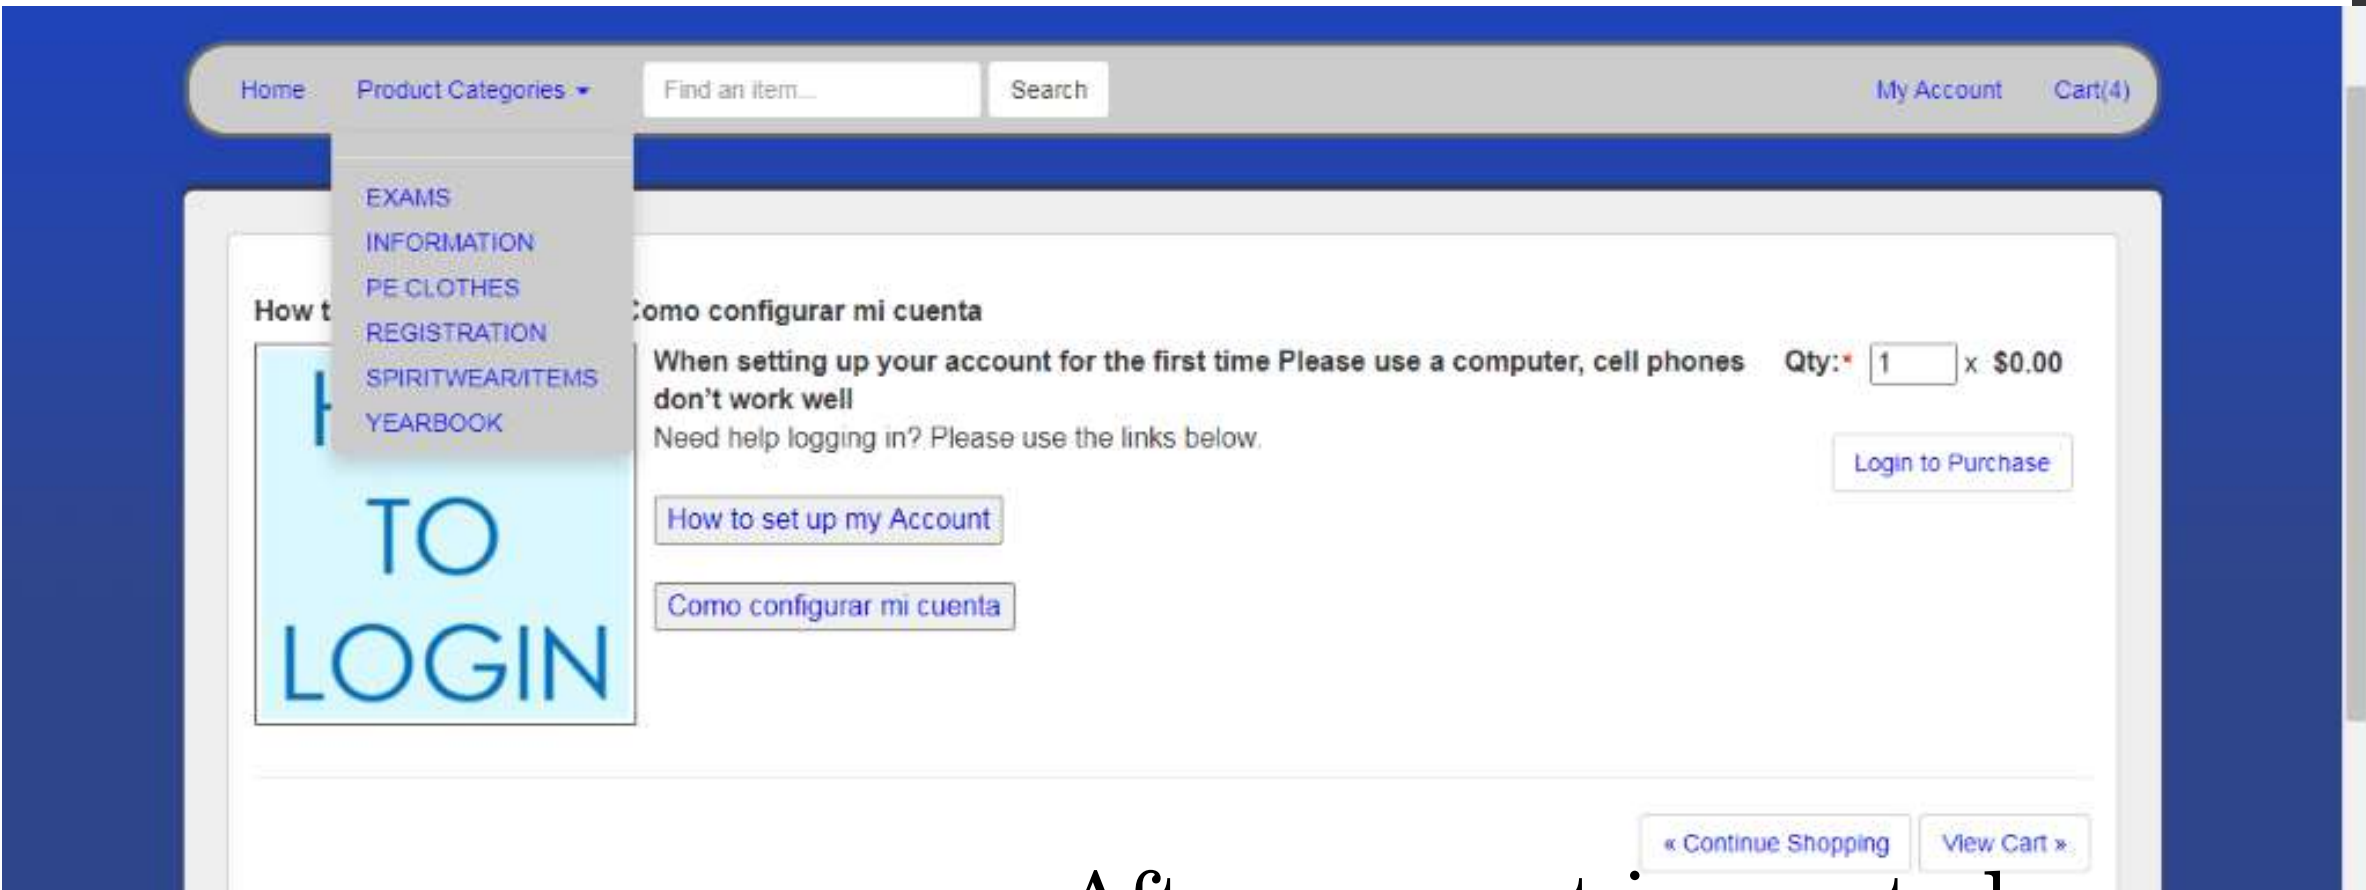 Home Product Categories Find an item... Search My Account Cart(4)
EXAMS
INFORMATION
PE CLOTHES
REGISTRATION
SPIRITWEAR/ITEMS
YEARBOOK
How omo configurar mi cuenta
When setting up your account for the first time Please use a computer, cell phones
don't work well
Need help logging in? Please use the links below.
Qty:* 1 x $0.00
Login to Purchase
How to set up my Account
Como configurar mi cuenta
TO
LOGIN
« Continue Shopping View Cart »